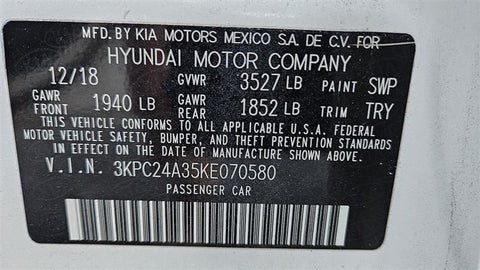 MFD. BY KIA MOTORS MEXICO S.A. DE C.V. FOR
HYUNDAI MOTOR COMPANY
12/18 GVWR 3527 LB PAINT SWP
GAWR FRONT 1940 LB GAWR REAR 1852 LB TRIM TRY
THIS VEHICLE CONFORMS TO ALL APPLICABLE U.S.A. FEDERAL
MOTOR VEHICLE SAFETY, BUMPER, AND THEFT PREVENTION STANDARDS
IN EFFECT ON THE DATE OF MANUFACTURE SHOWN ABOVE.
V.I.N. 3KPC24A35KE070580
PASSENGER CAR